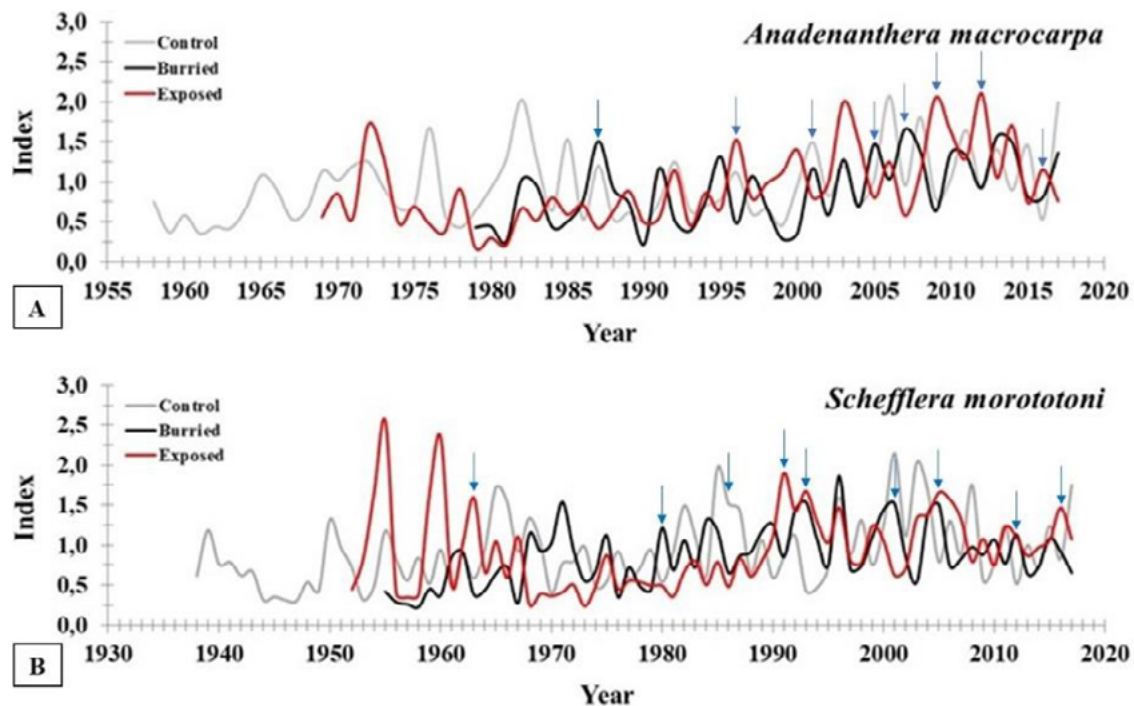 3,0
Anadenanthera macrocarpa
Control
2,5
Burried
2,0
Exposed
1,5
Index
1,0
0,5
0,0
1955 1960 1965 1970 1975 1980 1985 1990 1995 2000 2005 2010 2015 2020
A
Year
3,0
Schefflera morototoni
Control
2,5
Burried
2,0
Exposed
1,5
Index
1,0
0,5
0,0
1930 1940 1950 1960 1970 1980 1990 2000 2010 2020
B
Year